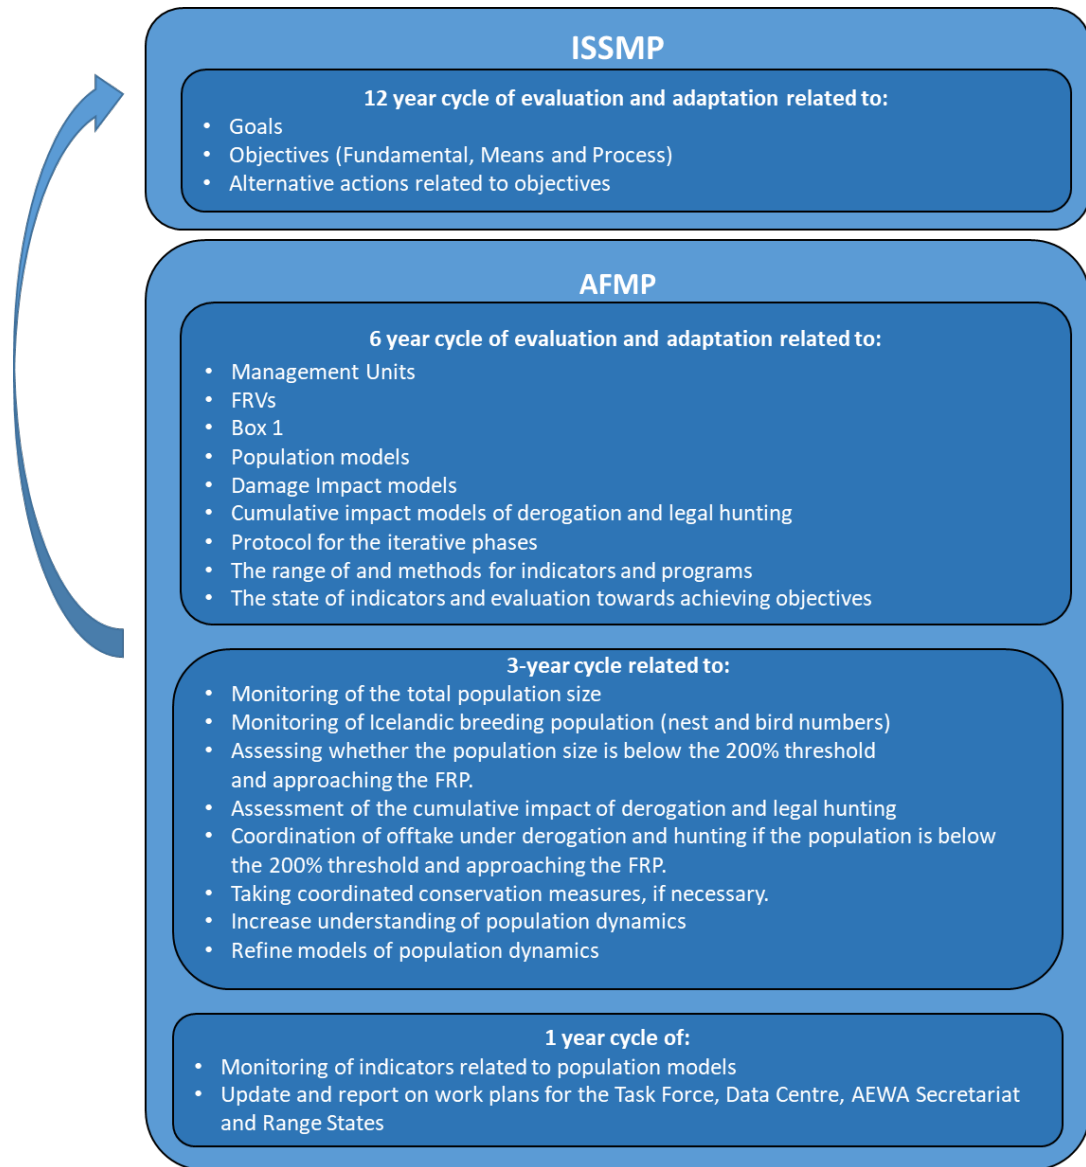 ISSMP
12 year cycle of evaluation and adaptation related to:
• Goals
• Objectives (Fundamental, Means and Process)
• Alternative actions related to objectives
AFMP
6 year cycle of evaluation and adaptation related to:
• Management Units
• FRVs
• Box 1
• Population models
• Damage Impact models
• Cumulative impact models of derogation and legal hunting
• Protocol for the iterative phases
• The range of and methods for indicators and programs
• The state of indicators and evaluation towards achieving objectives
3-year cycle related to:
• Monitoring of the total population size
• Monitoring of Icelandic breeding population (nest and bird numbers)
• Assessing whether the population size is below the 200% threshold
and approaching the FRP.
• Assessment of the cumulative impact of derogation and legal hunting
• Coordination of offtake under derogation and hunting if the population is below
the 200% threshold and approaching the FRP.
• Taking coordinated conservation measures, if necessary.
• Increase understanding of population dynamics
• Refine models of population dynamics
1 year cycle of:
• Monitoring of indicators related to population models
• Update and report on work plans for the Task Force, Data Centre, AEWA Secretariat
and Range States